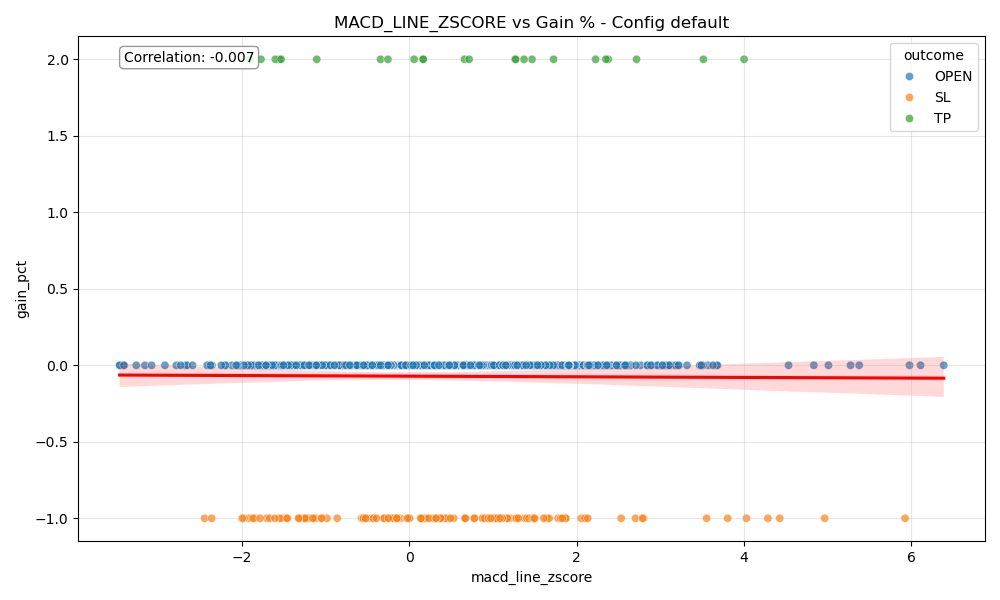 MACD_LINE_ZSCORE vs Gain % - Config default
Correlation: -0.007
outcome
OPEN
SL
TP
2.0
1.5
1.0
0.5
0.0
−0.5
−1.0
gain_pct
−2
0
2
4
6
macd_line_zscore